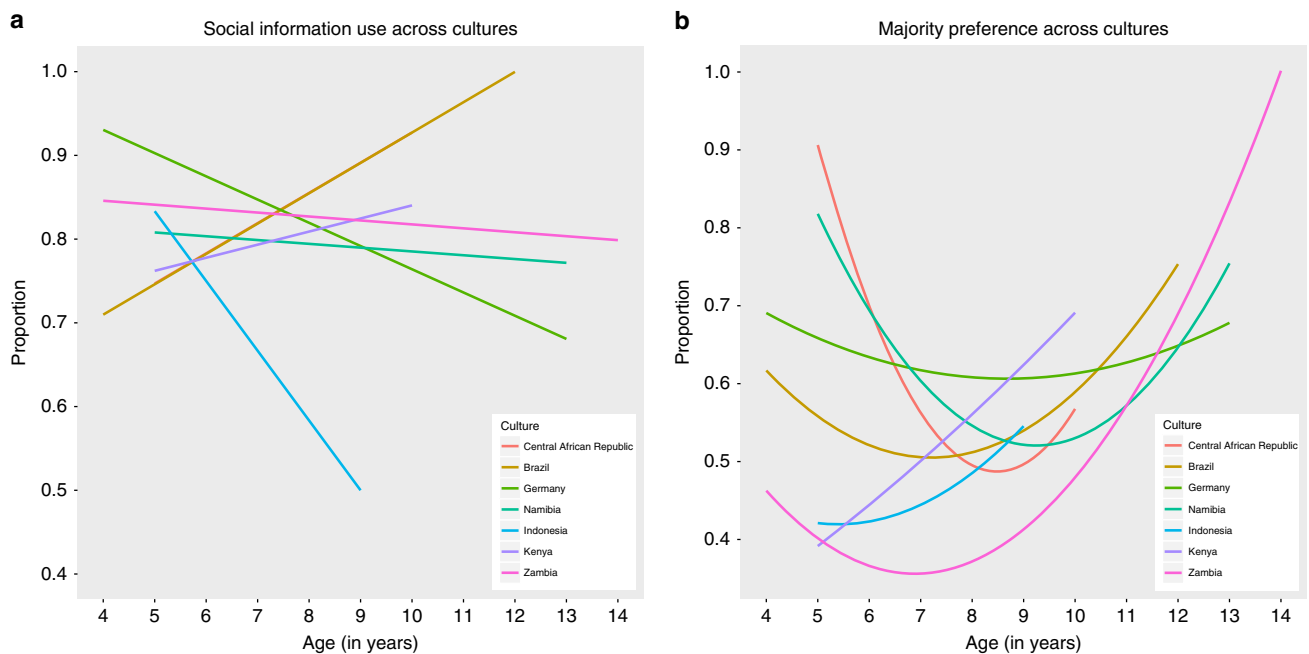 a
Social information use across cultures
Proportion
1.0
0.9
0.8
0.7
0.6
0.5
0.4
Culture
Central African Republic
Brazil
Germany
Namibia
Indonesia
Kenya
Zambia
4 5 6 7 8 9 10 11 12 13 14
Age (in years)
b
Majority preference across cultures
Proportion
1.0
0.9
0.8
0.7
0.6
0.5
0.4
Culture
Central African Republic
Brazil
Germany
Namibia
Indonesia
Kenya
Zambia
4 5 6 7 8 9 10 11 12 13 14
Age (in years)